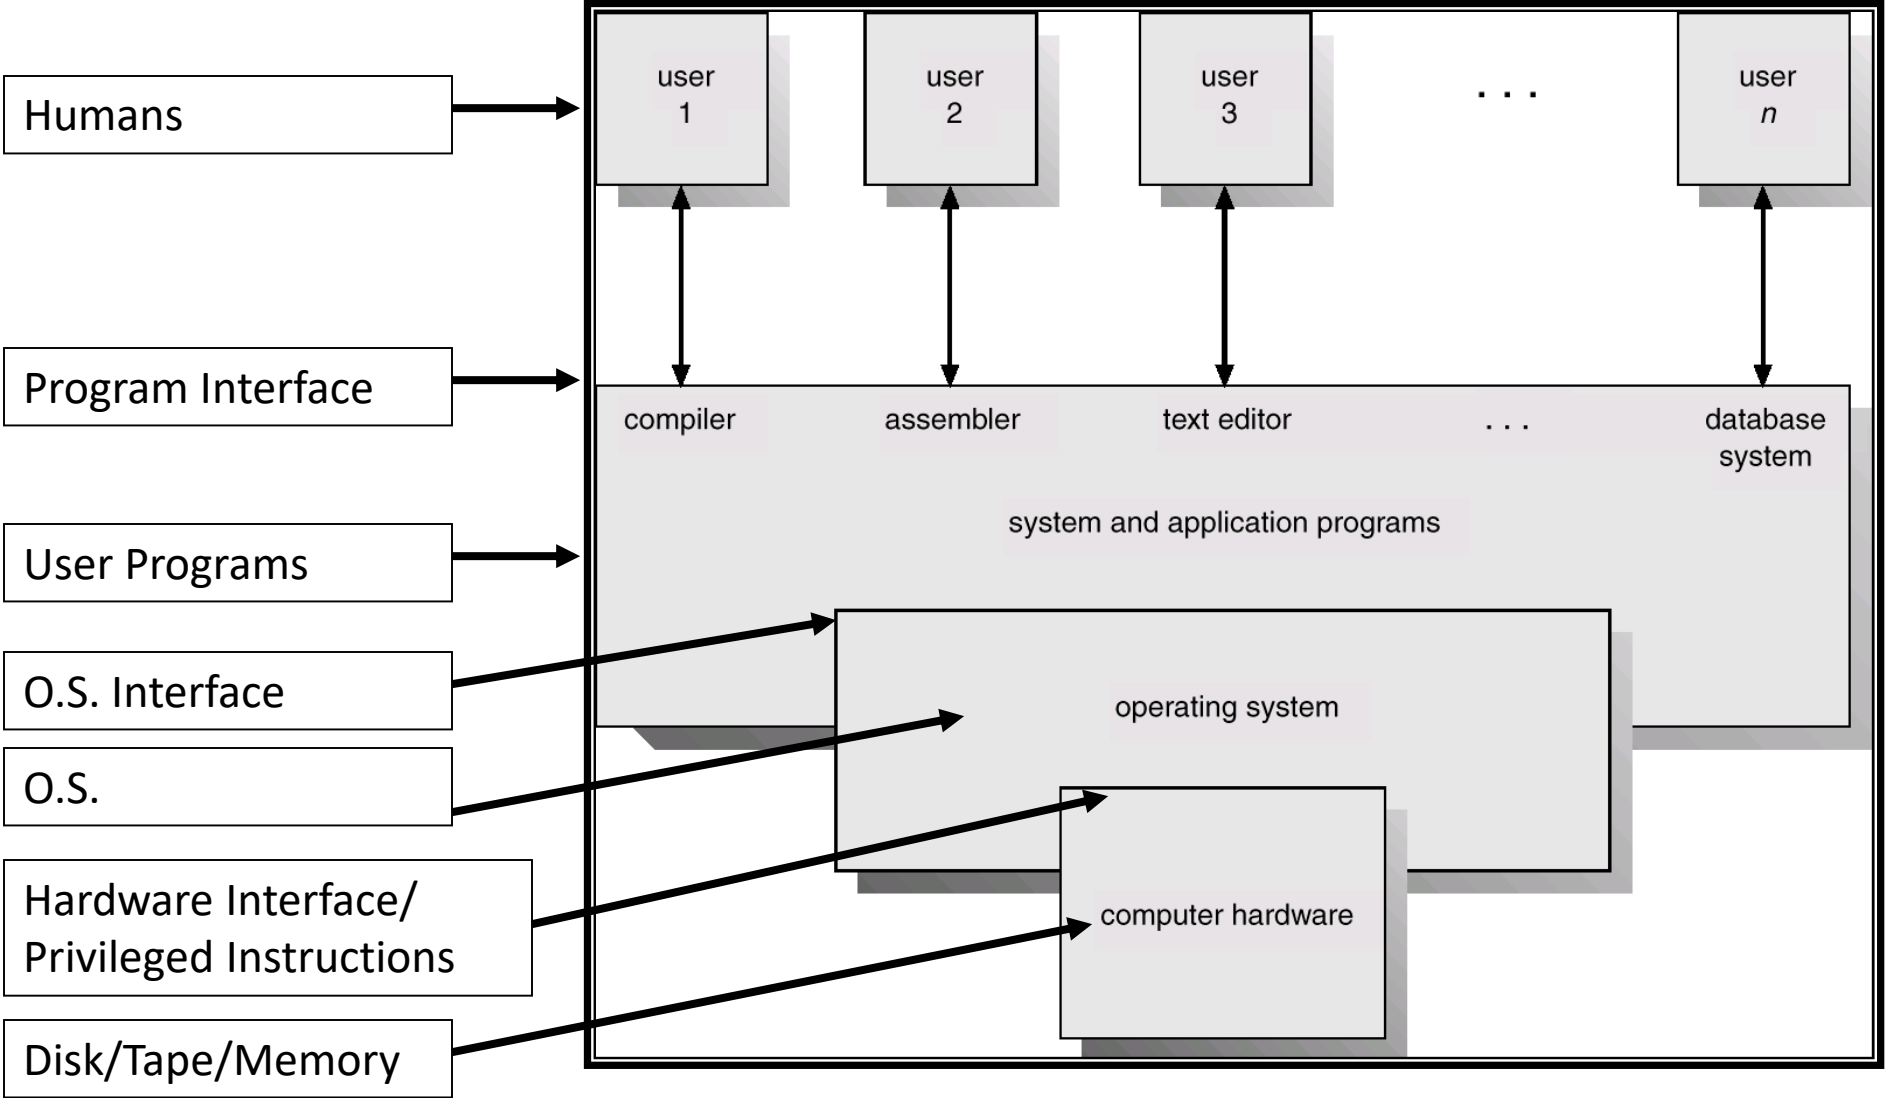 Humans
Program Interface
User Programs
O.S. Interface
O.S.
Hardware Interface/
Privileged Instructions
Disk/Tape/Memory
user
1
user
2
user
3
. . .
user
n
compiler
assembler
text editor
. . .
database
system
system and application programs
operating system
computer hardware